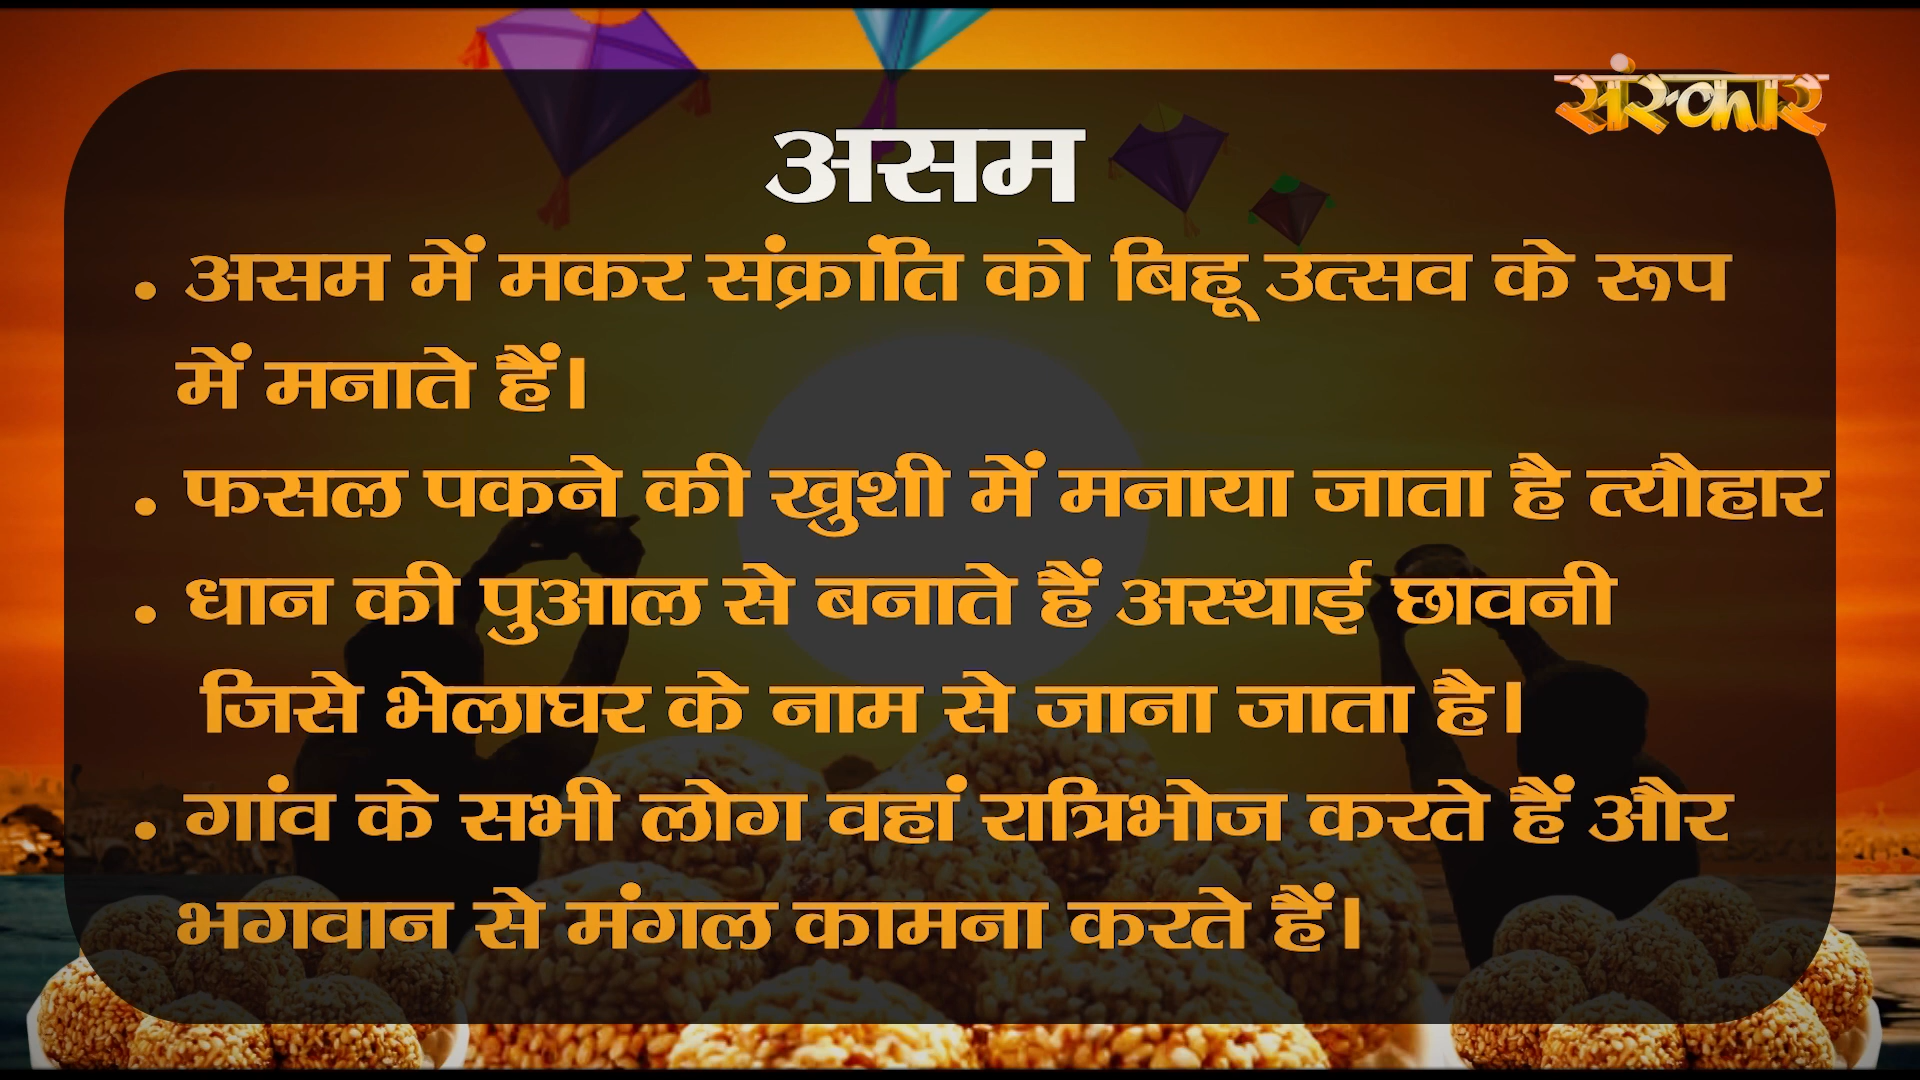 संस्कार
असम
. असम में मकर संक्रांति को बिहू उत्सव के रूप
में मनाते हैं।
. फसल पकने की खुशी में मनाया जाता है त्यौहार
. धान की पुआल से बनाते हैं अस्थाई छावनी
जिसे भेलाघर के नाम से जाना जाता है।
. गांव के सभी लोग वहां रात्रिभोज करते हैं और
भगवान से मंगल कामना करते हैं।